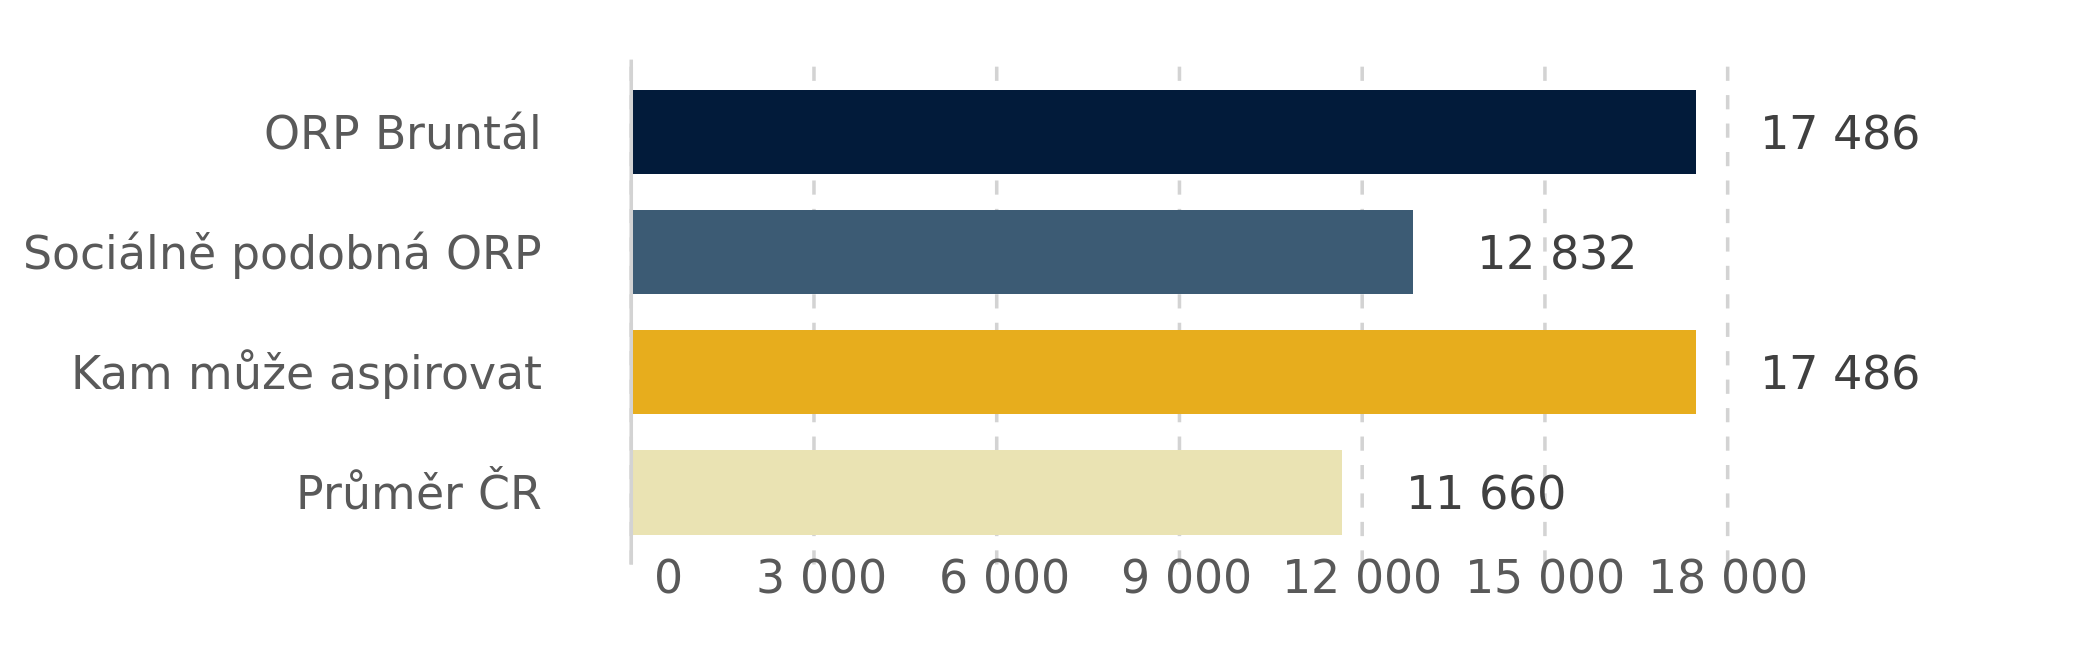 ORP Bruntál 17 486
Sociálně podobná ORP 12 832
Kam může aspirovat 17 486
Průměr ČR 11 660
0 3 000 6 000 9 000 12 000 15 000 18 000